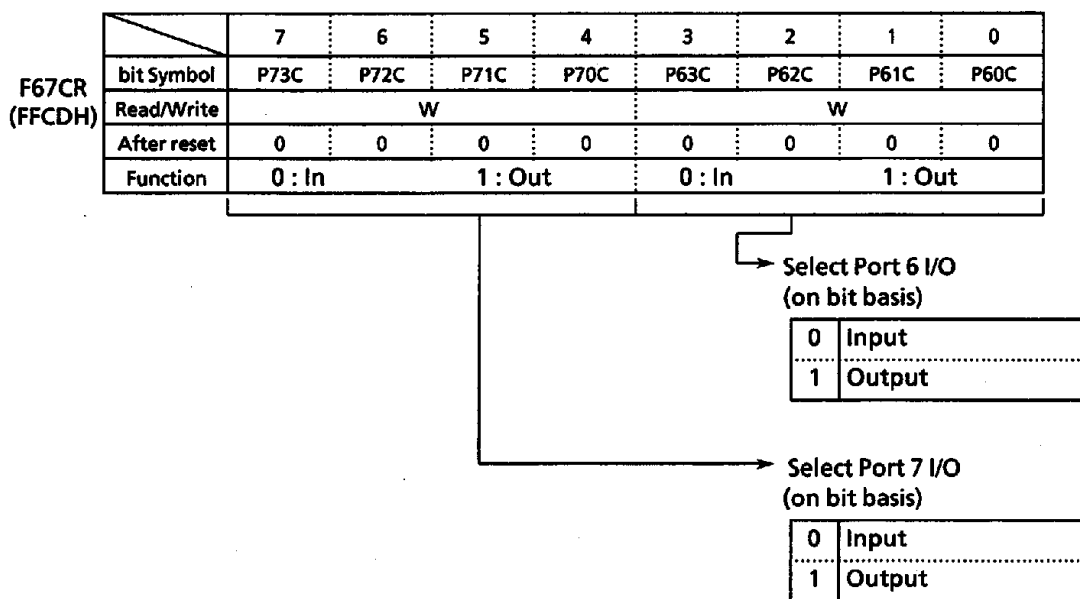 7 6 5 4 3 2 1 0
F67CR
(FFCDH)
bit Symbol P73C P72C P71C P70C P63C P62C P61C P60C
Read/Write W W
After reset 0 0 0 0 0 0 0 0
Function 0 : In 1 : Out 0 : In 1 : Out
Select Port 6 I/O
(on bit basis)
0 Input
1 Output
Select Port 7 I/O
(on bit basis)
0 Input
1 Output